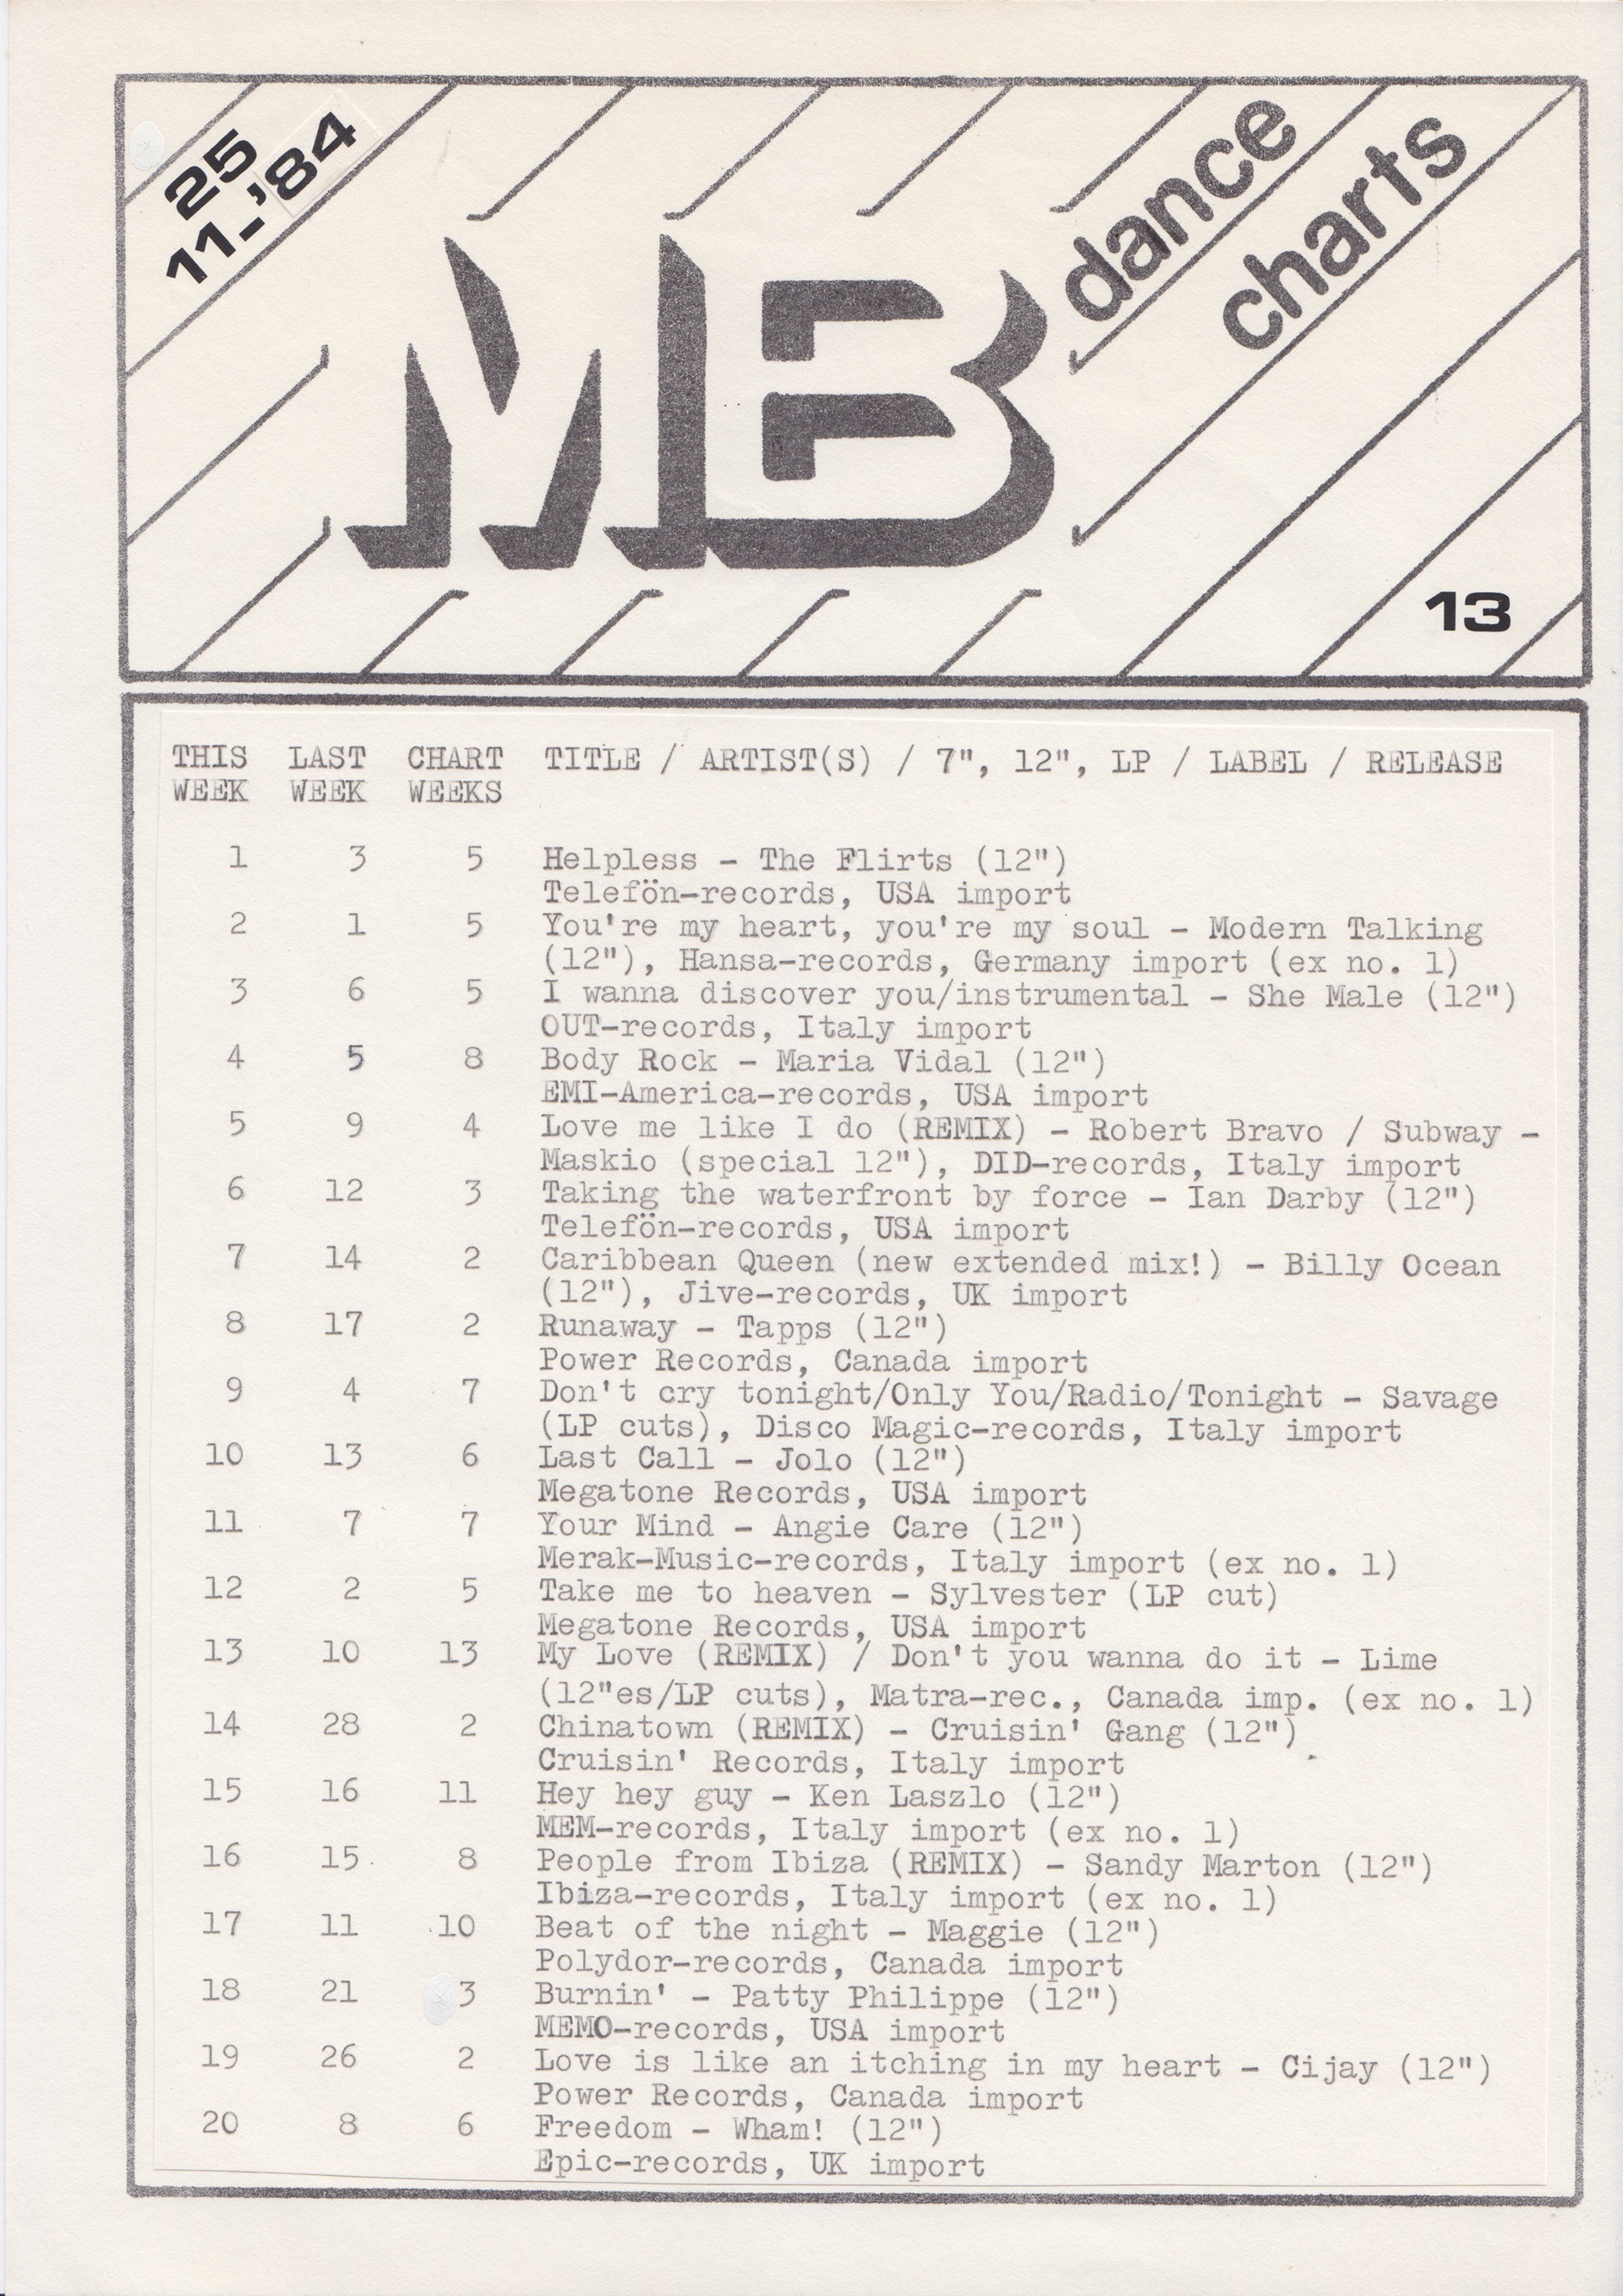 25
11-'84
MB
dance
charts
13
THIS LAST CHART TITLE / ARTIST(S) / 7", 12", LP / LABEL / RELEASE
WEEK WEEK WEEKS
1 3 5 Helpless - The Flirts (12")
Telefön-records, USA import
2 1 5 You're my heart, you're my soul - Modern Talking
(12"), Hansa-records, Germany import (ex no. 1)
3 6 5 I wanna discover you/instrumental - She Male (12")
OUT-records, Italy import
4 5 8 Body Rock - Maria Vidal (12")
EMI-America-records, USA import
5 9 4 Love me like I do (REMIX) - Robert Bravo / Subway -
Maskio (special 12"), DID-records, Italy import
6 12 3 Taking the waterfront by force - Ian Darby (12")
Telefön-records, USA import
7 14 2 Caribbean Queen (new extended mix!) - Billy Ocean
(12"), Jive-records, UK import
8 17 2 Runaway - Tapps (12")
Power Records, Canada import
9 4 7 Don't cry tonight/Only You/Radio/Tonight - Savage
(LP cuts), Disco Magic-records, Italy import
10 13 6 Last Call - Jolo (12")
Megatone Records, USA import
11 7 7 Your Mind - Angie Care (12")
Merak-Music-records, Italy import (ex no. 1)
12 2 5 Take me to heaven - Sylvester (LP cut)
Megatone Records, USA import
13 10 13 My Love (REMIX) / Don't you wanna do it - Lime
(12"es/LP cuts), Matra-rec., Canada imp. (ex no. 1)
14 28 2 Chinatown (REMIX) - Cruisin' Gang (12")
Cruisin' Records, Italy import
15 16 11 Hey hey guy - Ken Laszlo (12")
MEM-records, Italy import (ex no. 1)
16 15 8 People from Ibiza (REMIX) - Sandy Marton (12")
Ibiza-records, Italy import (ex no. 1)
17 11 10 Beat of the night - Maggie (12")
Polydor-records, Canada import
18 21 3 Burnin' - Patty Philippe (12")
MEMO-records, USA import
19 26 2 Love is like an itching in my heart - Cijay (12")
Power Records, Canada import
20 8 6 Freedom - Wham! (12")
Epic-records, UK import